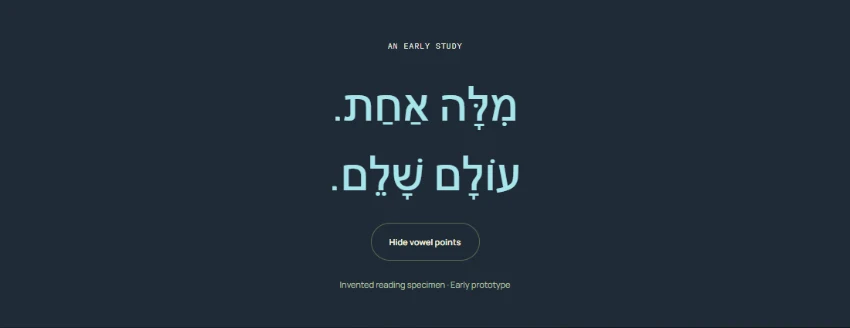 AN EARLY STUDY
מִלָּה אַחַת.
עוֹלָם שָׁלֵם.
Hide vowel points
Invented reading specimen · Early prototype